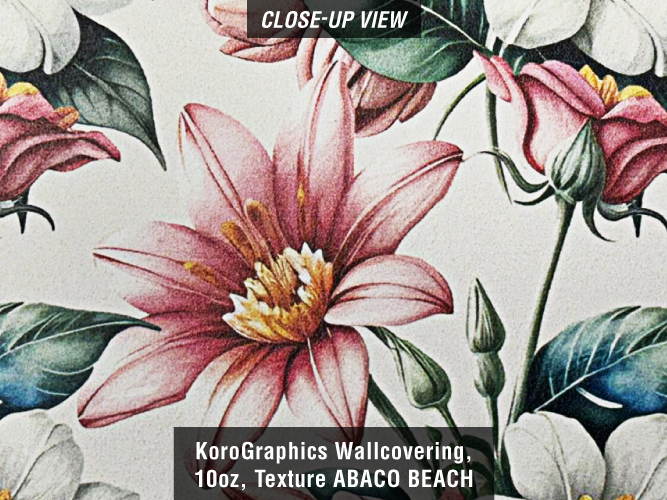 CLOSE-UP VIEW
KoroGraphics Wallcovering,
10oz, Texture ABACO BEACH